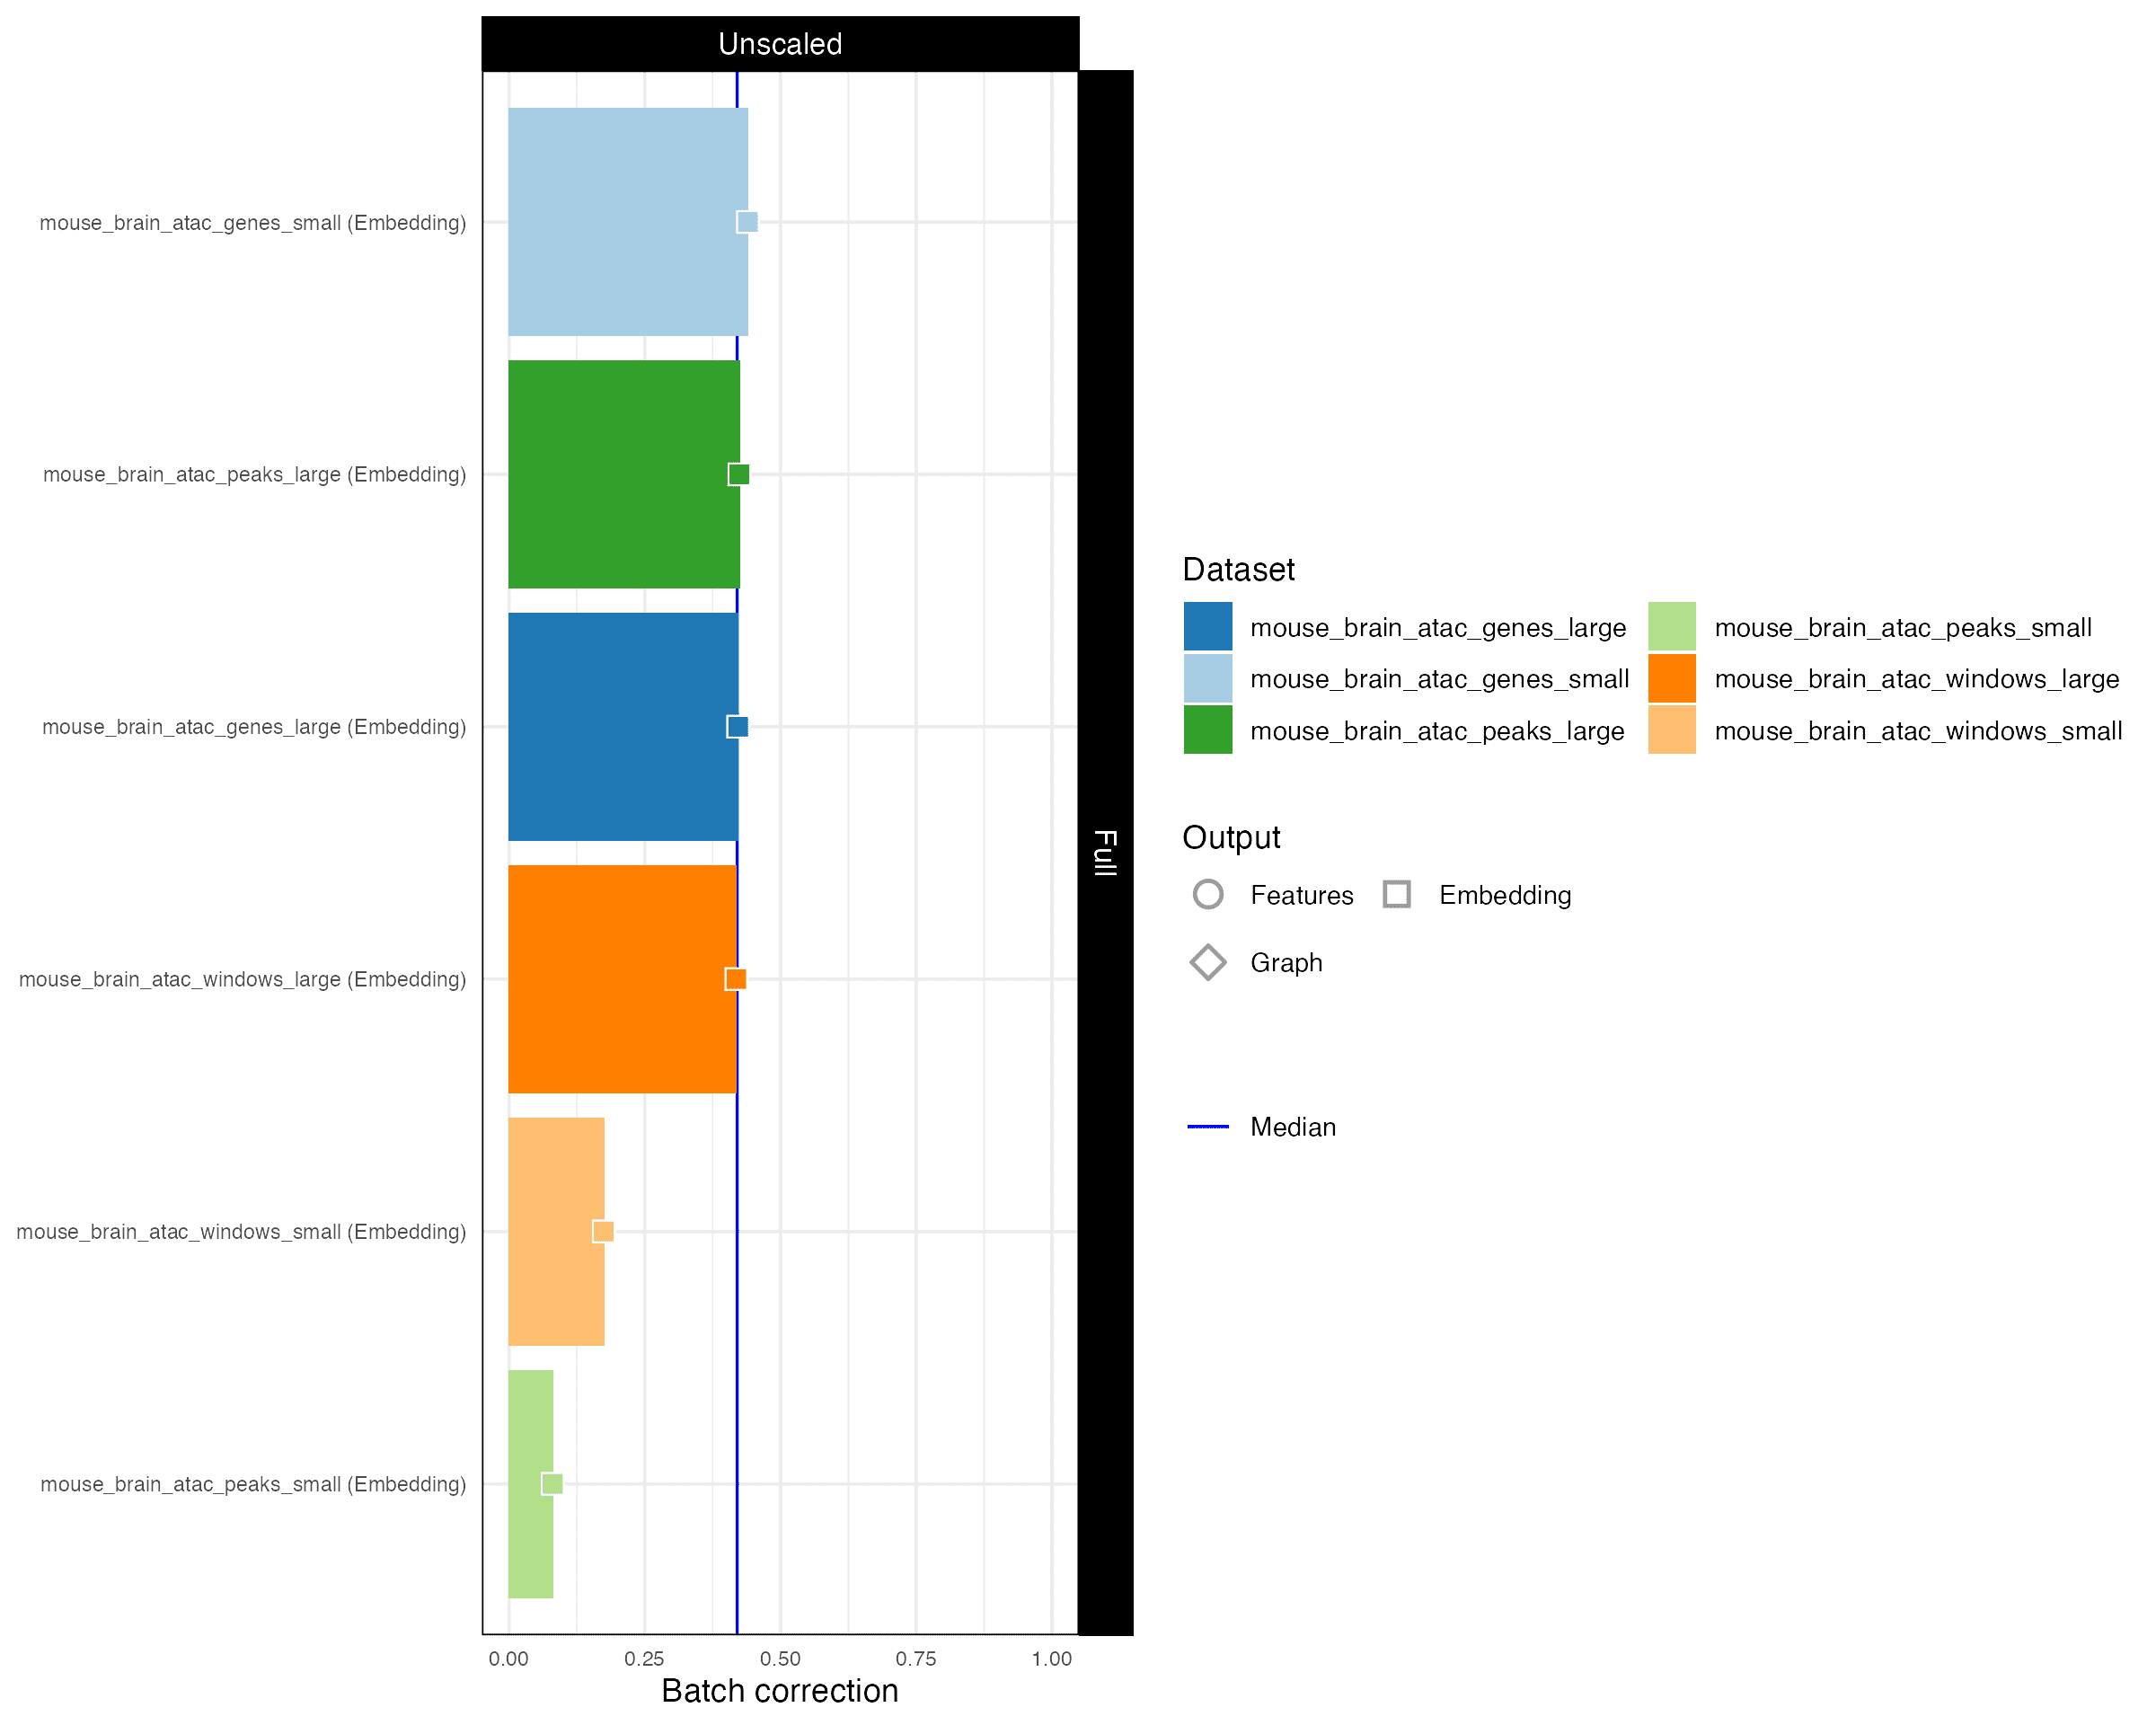 Unscaled
mouse_brain_atac_genes_small (Embedding)
mouse_brain_atac_peaks_large (Embedding)
mouse_brain_atac_genes_large (Embedding)
mouse_brain_atac_windows_large (Embedding)
mouse_brain_atac_windows_small (Embedding)
mouse_brain_atac_peaks_small (Embedding)
0.00 0.25 0.50 0.75 1.00
Batch correction
Full
Dataset
mouse_brain_atac_genes_large mouse_brain_atac_peaks_small
mouse_brain_atac_genes_small mouse_brain_atac_windows_large
mouse_brain_atac_peaks_large mouse_brain_atac_windows_small
Output
Features Embedding
Graph
Median